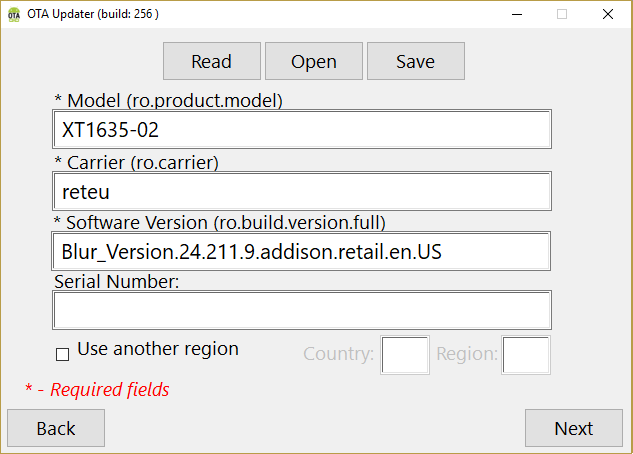 OTA
OTA Updater (build: 256 )
Read Open Save
* Model (ro.product.model)
XT1635-02
* Carrier (ro.carrier)
reteu
* Software Version (ro.build.version.full)
Blur_Version.24.211.9.addison.retail.en.US
Serial Number:
Use another region Country: Region:
* - Required fields
Back Next